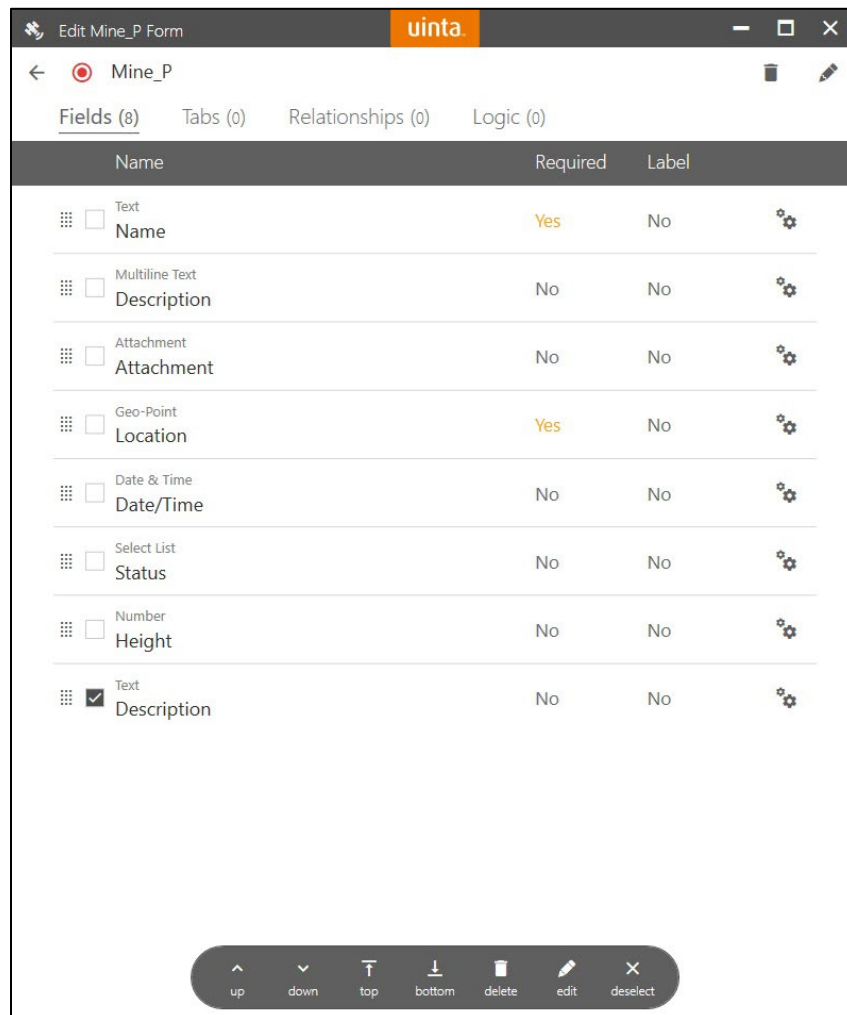 Edit Mine_P Form
uinta
Mine_P
Fields (8) Tabs (0) Relationships (0) Logic (0)
Name Required Label
Text
Name Yes No
Multiline Text
Description No No
Attachment
Attachment No No
Geo-Point
Location Yes No
Date & Time
Date/Time No No
Select List
Status No No
Number
Height No No
Text
Description No No
up down top bottom delete edit deselect